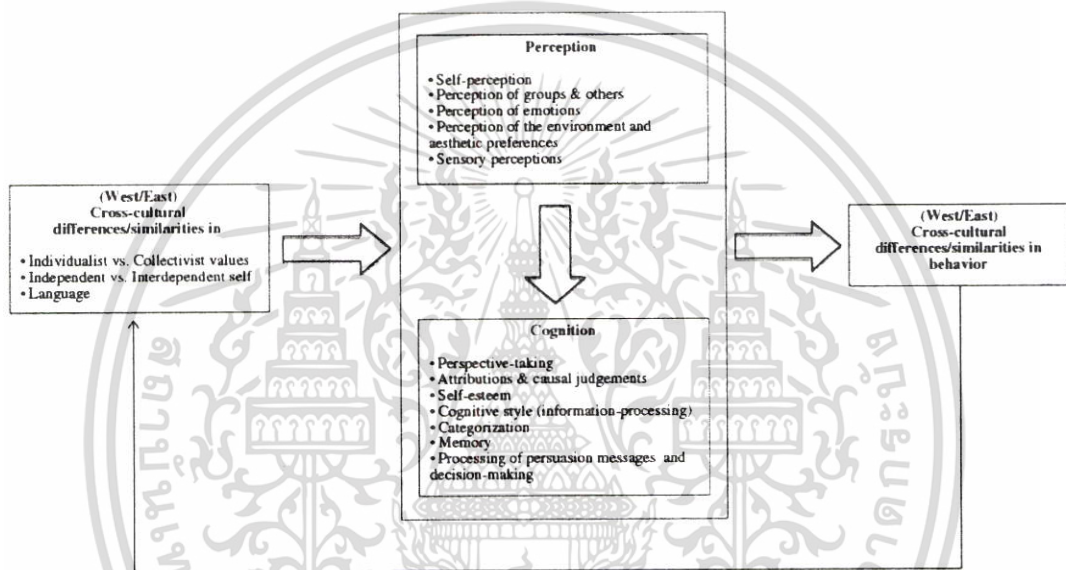 Perception
• Self-perception
• Perception of groups & others
• Perception of emotions
• Perception of the environment and
aesthetic preferences
• Sensory perceptions
(West/East)
Cross-cultural
differences/similarities in
• Individualist vs. Collectivist values
• Independent vs. Interdependent self
• Language
(West/East)
Cross-cultural
differences/similarities in
behavior
Cognition
• Perspective-taking
• Attributions & causal judgements
• Self-esteem
• Cognitive style (information-processing)
• Categorization
• Memory
• Processing of persuasion messages and
decision-making